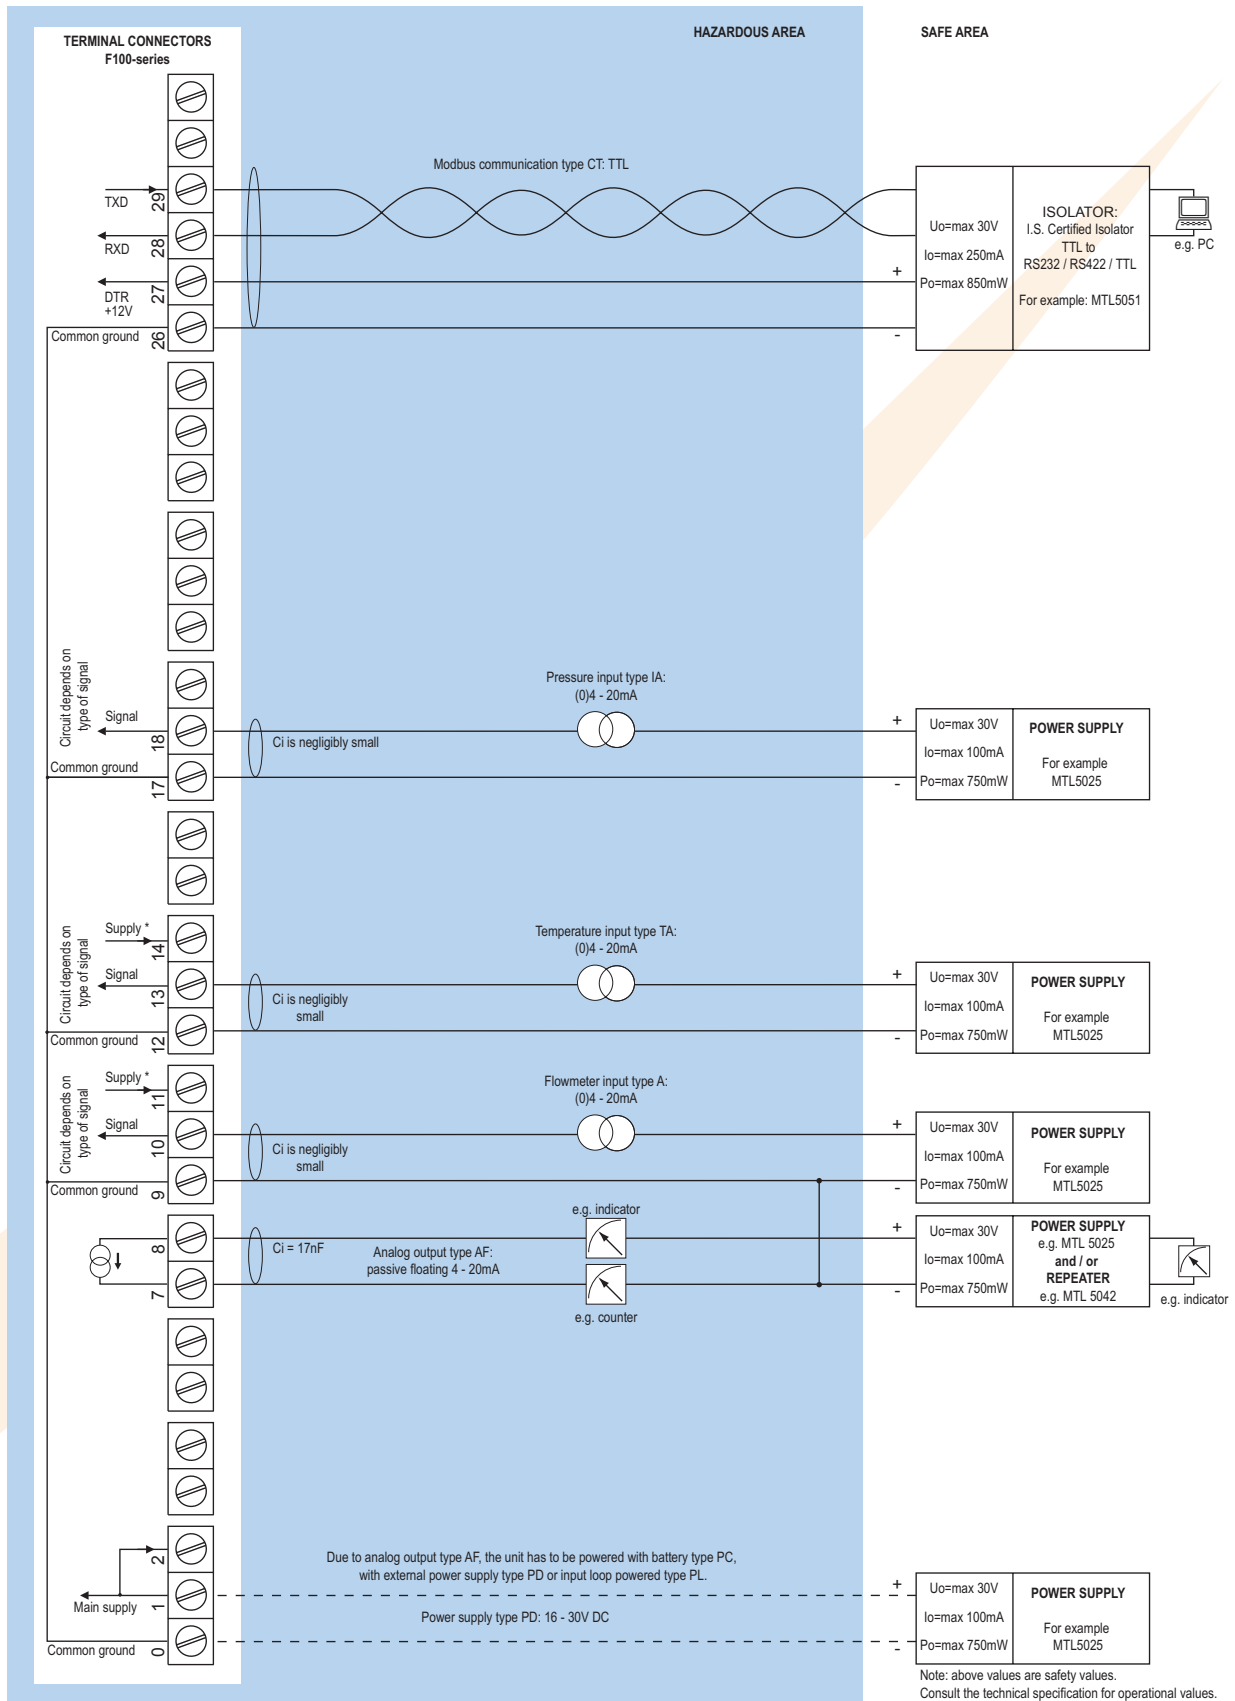 TERMINAL CONNECTORS
F100-series
HAZARDOUS AREA
SAFE AREA
Modbus communication type CT: TTL
TXD
29
RXD
28
DTR
+12V
27
Common ground
26
+
-
Uo=max 30V
Io=max 250mA
Po=max 850mW
ISOLATOR:
I.S. Certified Isolator
TTL to
RS232 / RS422 / TTL
For example: MTL5051
e.g. PC
Circuit depends on
type of signal
Signal
18
Common ground
17
Ci is negligibly small
Pressure input type IA:
(0)4 - 20mA
+
-
Uo=max 30V
Io=max 100mA
Po=max 750mW
POWER SUPPLY
For example
MTL5025
Circuit depends on
type of signal
Supply *
14
Signal
13
Common ground
12
Ci is negligibly
small
Temperature input type TA:
(0)4 - 20mA
+
-
Uo=max 30V
Io=max 100mA
Po=max 750mW
POWER SUPPLY
For example
MTL5025
Circuit depends on
type of signal
Supply *
11
Signal
10
Common ground
9
Ci is negligibly
small
Flowmeter input type A:
(0)4 - 20mA
+
-
Uo=max 30V
Io=max 100mA
Po=max 750mW
POWER SUPPLY
For example
MTL5025
8
7
Ci = 17nF
Analog output type AF:
passive floating 4 - 20mA
e.g. indicator
e.g. counter
+
-
Uo=max 30V
Io=max 100mA
Po=max 750mW
POWER SUPPLY
e.g. MTL 5025
and / or
REPEATER
e.g. MTL 5042
e.g. indicator
2
Main supply
1
Common ground
0
Due to analog output type AF, the unit has to be powered with battery type PC,
with external power supply type PD or input loop powered type PL.
Power supply type PD: 16 - 30V DC
+
-
Uo=max 30V
Io=max 100mA
Po=max 750mW
POWER SUPPLY
For example
MTL5025
Note: above values are safety values.
Consult the technical specification for operational values.